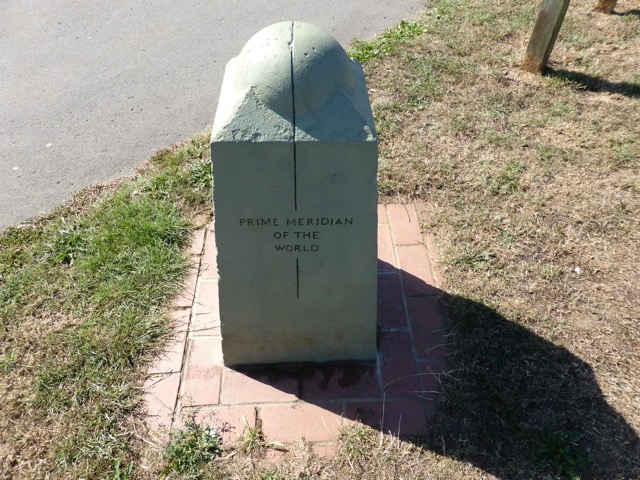 PRIME MERIDIAN
OF THE
WORLD